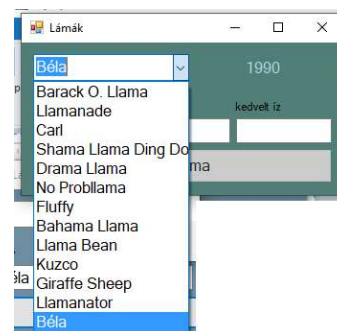 Lámák
Béla
1990
Barack O. Llama
Llamanade
kedvelt íz
Carl
Shama Llama Ding Do
Drama Llama
ma
No Probllama
Fluffy
Bahama Llama
Llama Bean
Kuzco
Giraffe Sheep
Llamanator
Béla